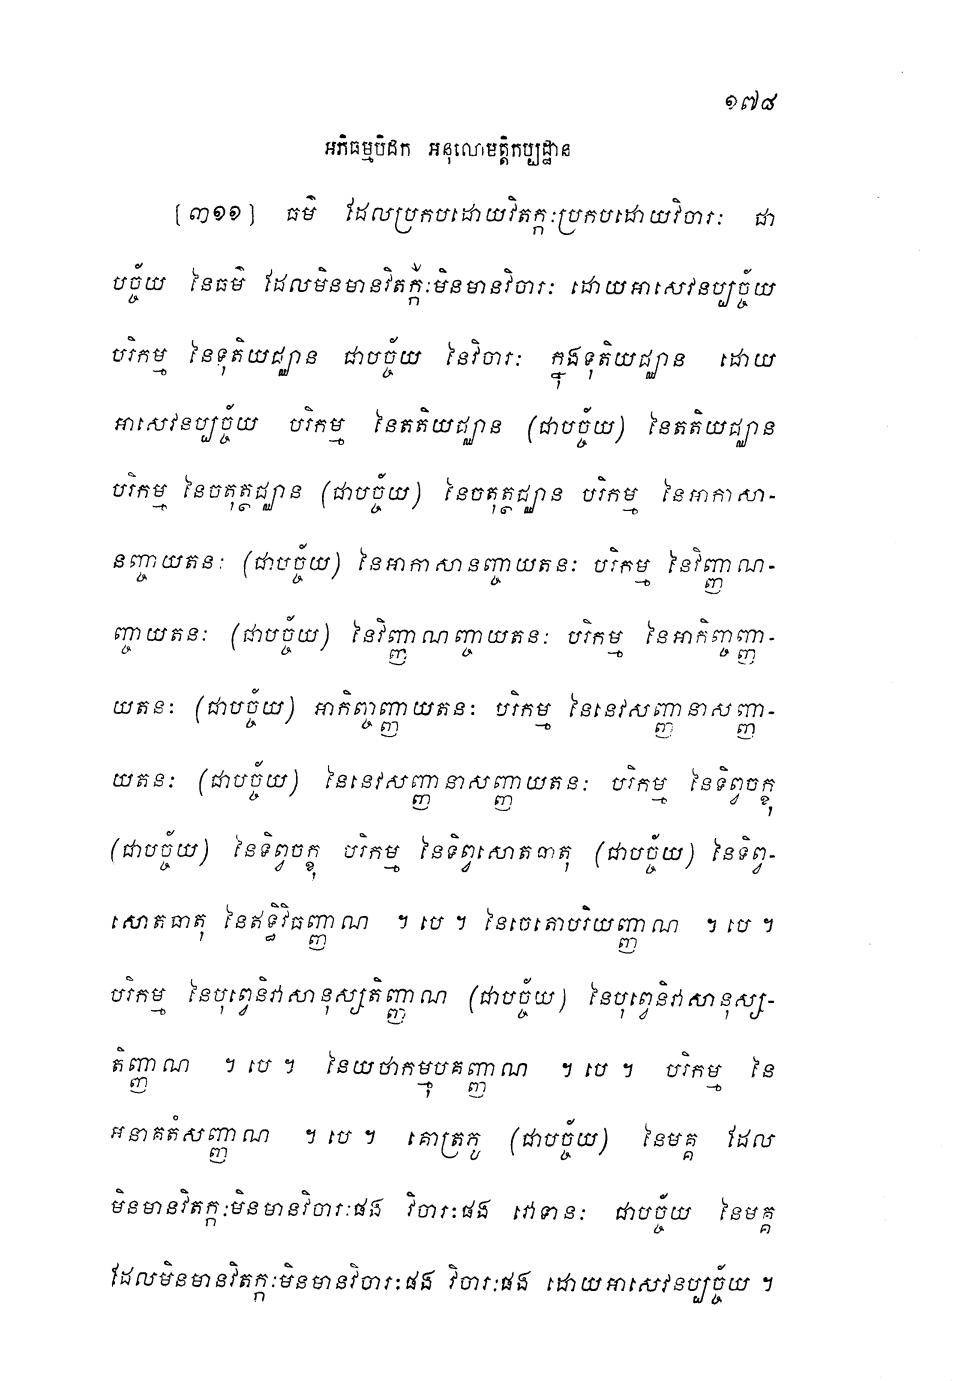 ១៧៨
អភិធម្មបិដក អនុលោមត្តិកប្បដ្ឋាន
[៣១១] ធម៌ ដែលប្រកបដោយវិតក្កៈប្រកបដោយវិចារៈ ជា
បច្ច័យ នៃធម៌ ដែលមិនមានវិតក្កៈមិនមានវិចារៈ ដោយអាសេវនប្បច្ច័យ
បរិកម្ម នៃទុតិយជ្ឈាន ជាបច្ច័យ នៃវិចារៈ ក្នុងទុតិយជ្ឈាន ដោយ
អាសេវនប្បច្ច័យ បរិកម្ម នៃតតិយជ្ឈាន (ជាបច្ច័យ) នៃតតិយជ្ឈាន
បរិកម្ម នៃចតុត្ថជ្ឈាន (ជាបច្ច័យ) នៃចតុត្ថជ្ឈាន បរិកម្ម នៃអាកាសា-
នញ្ចាយតនៈ (ជាបច្ច័យ) នៃអាកាសានញ្ចាយតនៈ បរិកម្ម នៃវិញ្ញាណ-
ញ្ចាយតនៈ (ជាបច្ច័យ) នៃវិញ្ញាណញ្ចាយតនៈ បរិកម្ម នៃអាកិញ្ចញ្ញា-
យតនៈ (ជាបច្ច័យ) អាកិញ្ចញ្ញាយតនៈ បរិកម្ម នៃនេវសញ្ញានាសញ្ញា-
យតនៈ (ជាបច្ច័យ) នៃនេវសញ្ញានាសញ្ញាយតនៈ បរិកម្ម នៃទិព្វចក្ខុ
(ជាបច្ច័យ) នៃទិព្វចក្ខុ បរិកម្ម នៃទិព្វសោតធាតុ (ជាបច្ច័យ) នៃទិព្វ-
សោតធាតុ នៃឥទ្ធិវិធញ្ញាណ ។ បេ ។ នៃចេតោបរិយញ្ញាណ ។ បេ ។
បរិកម្ម នៃបុព្វេនិវាសានុស្សតិញ្ញាណ (ជាបច្ច័យ) នៃបុព្វេនិវាសានុស្ស-
តិញ្ញាណ ។ បេ ។ នៃយថាកម្មុបគញ្ញាណ ។ បេ ។ បរិកម្ម នៃ
អនាគតំសញ្ញាណ ។ បេ ។ គោត្រភូ (ជាបច្ច័យ) នៃមគ្គ ដែល
មិនមានវិតក្កៈមិនមានវិចារៈផង វិចារៈផង វោទានៈ ជាបច្ច័យ នៃមគ្គ
ដែលមិនមានវិតក្កៈមិនមានវិចារៈផង វិចារៈផង ដោយអាសេវនប្បច្ច័យ ។